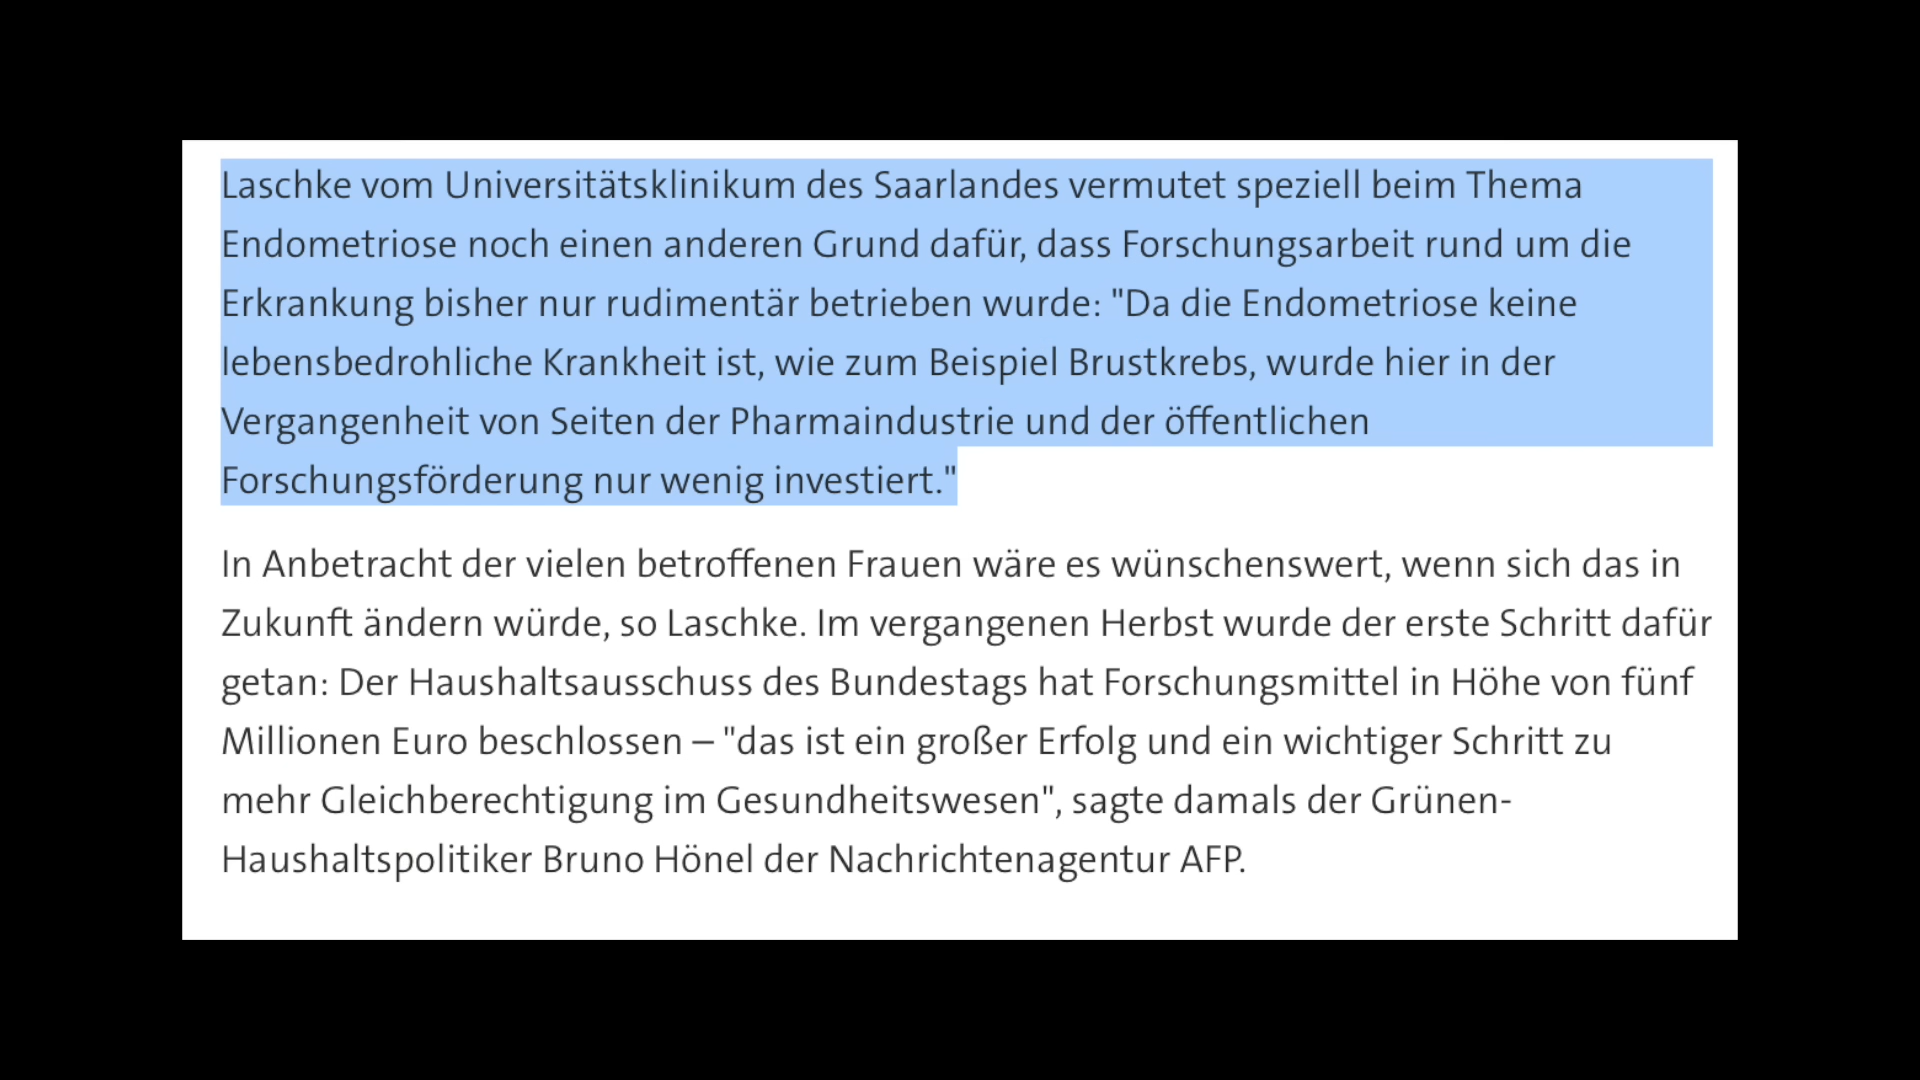 Laschke vom Universitätsklinikum des Saarlandes vermutet speziell beim Thema
Endometriose noch einen anderen Grund dafür, dass Forschungsarbeit rund um die
Erkrankung bisher nur rudimentär betrieben wurde: "Da die Endometriose keine
lebensbedrohliche Krankheit ist, wie zum Beispiel Brustkrebs, wurde hier in der
Vergangenheit von Seiten der Pharmaindustrie und der öffentlichen
Forschungsförderung nur wenig investiert."
In Anbetracht der vielen betroffenen Frauen wäre es wünschenswert, wenn sich das in
Zukunft ändern würde, so Laschke. Im vergangenen Herbst wurde der erste Schritt dafür
getan: Der Haushaltsausschuss des Bundestags hat Forschungsmittel in Höhe von fünf
Millionen Euro beschlossen – "das ist ein großer Erfolg und ein wichtiger Schritt zu
mehr Gleichberechtigung im Gesundheitswesen", sagte damals der Grünen-
Haushaltspolitiker Bruno Hönel der Nachrichtenagentur AFP.